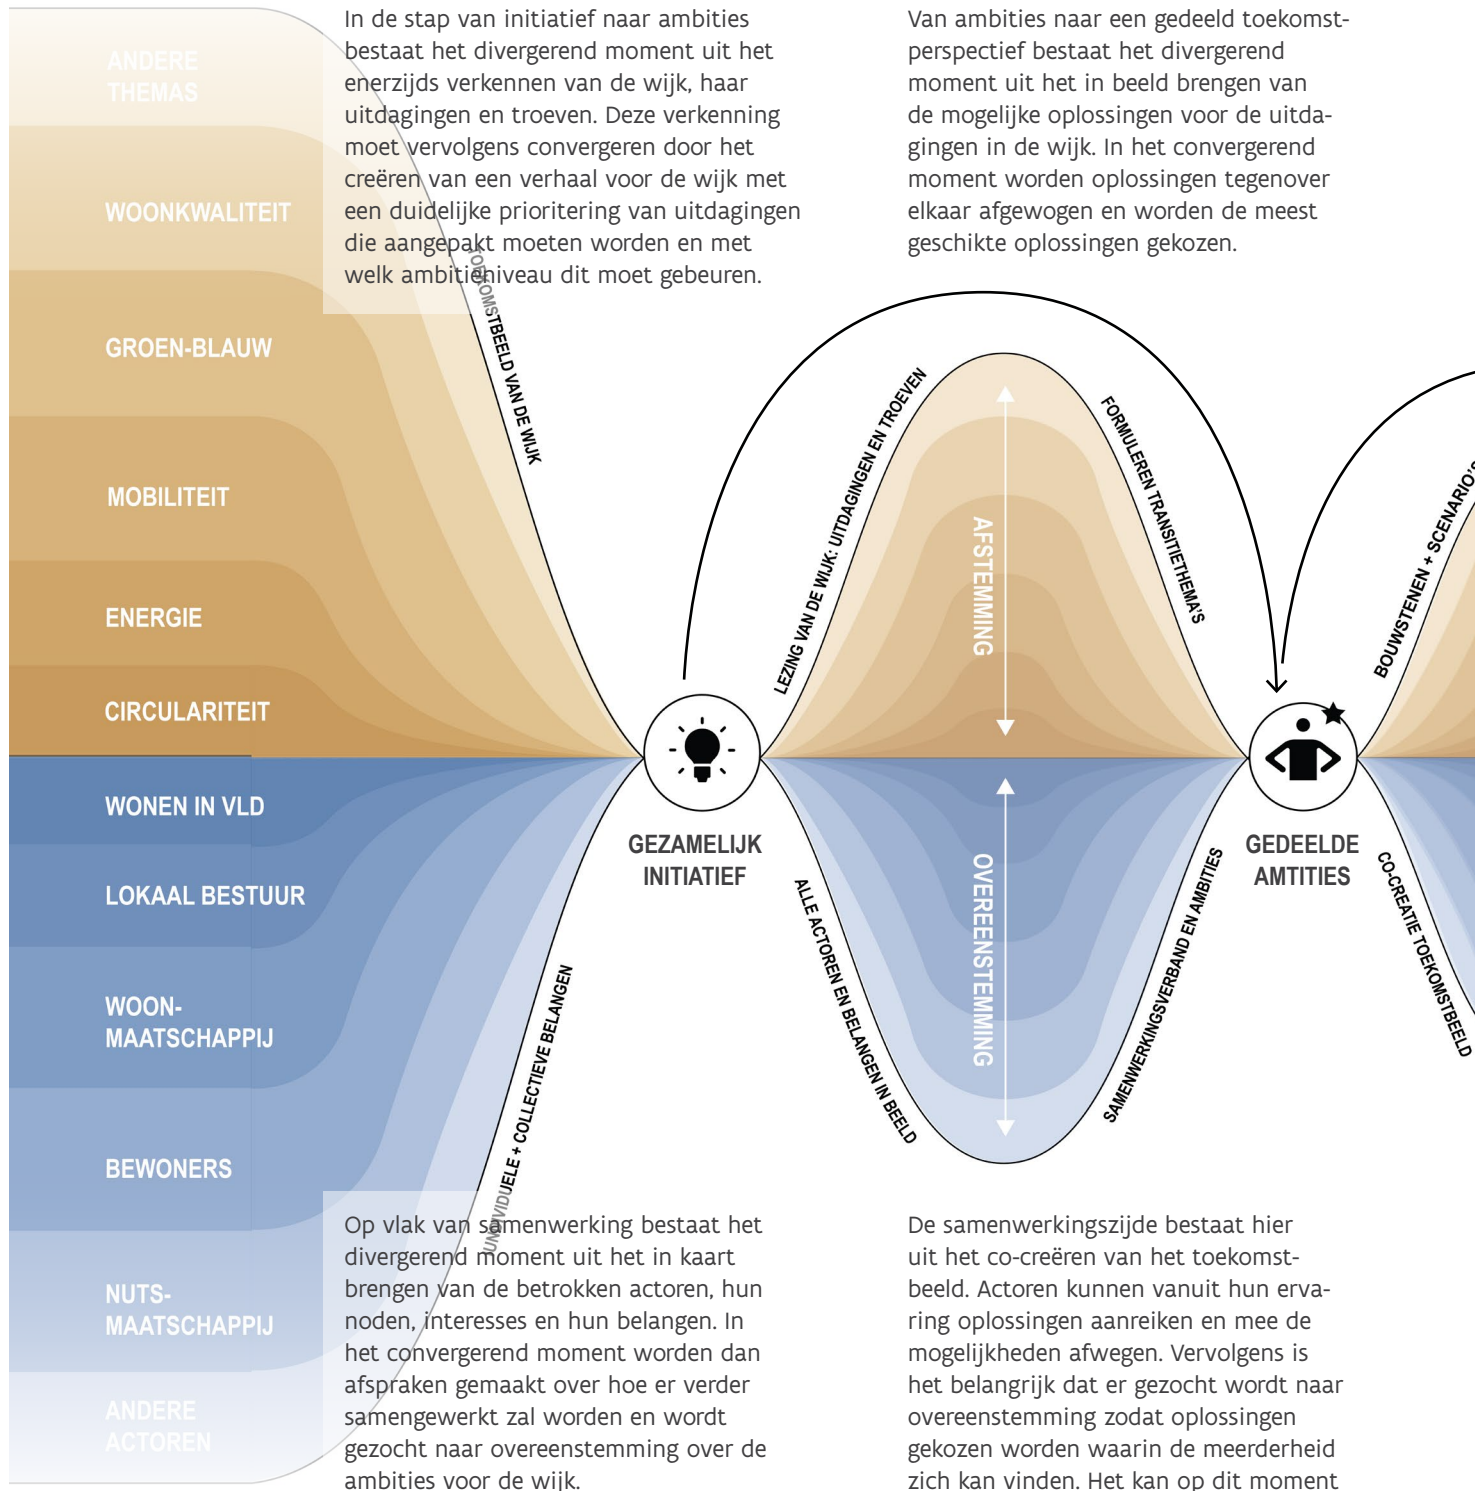 In de stap van initiatief naar ambities
bestaat het divergerend moment uit het
enerzijds verkennen van de wijk, haar
uitdagingen en troeven. Deze verkenning
moet vervolgens convergeren door het
creëren van een verhaal voor de wijk met
een duidelijke prioritering van uitdagingen
die aangepakt moeten worden en met
welk ambitieniveau dit moet gebeuren.
Van ambities naar een gedeeld toekomst-
perspectief bestaat het divergerend
moment uit het in beeld brengen van
de mogelijke oplossingen voor de uitda-
gingen in de wijk. In het convergerend
moment worden oplossingen tegenover
elkaar afgewogen en worden de meest
geschikte oplossingen gekozen.
ANDERE
THEMAS
WOONKWALITEIT
GROEN-BLAUW
MOBILITEIT
ENERGIE
CIRCULARITEIT
WONEN IN VLD
LOKAAL BESTUUR
WOON-
MAATSCHAPPIJ
BEWONERS
NUTS-
MAATSCHAPPIJ
ANDERE
ACTOREN
TOEKOMSTBEELD VAN DE WIJK
INDIVIDUELE + COLLECTIEVE BELANGEN
GEZAMELIJK
INITIATIEF
LEZING VAN DE WIJK: UITDAGINGEN EN TROEVEN
AFSTEMMING
FORMULEREN TRANSITIETHEMA'S
ALLE ACTOREN EN BELANGEN IN BEELD
OVEREENSTEMMING
SAMENWERKINGSVERBAND EN AMBITIES
GEDEELDE
AMTITIES
BOUWSTENEN + SCENARIO'S
CO-CREATIE TOEKOMSTBEELD
Op vlak van samenwerking bestaat het
divergerend moment uit het in kaart
brengen van de betrokken actoren, hun
noden, interesses en hun belangen. In
het convergerend moment worden dan
afspraken gemaakt over hoe er verder
samengewerkt zal worden en wordt
gezocht naar overeenstemming over de
ambities voor de wijk.
De samenwerkingszijde bestaat hier
uit het co-creëren van het toekomst-
beeld. Actoren kunnen vanuit hun erva-
ring oplossingen aanreiken en mee de
mogelijkheden afwegen. Vervolgens is
het belangrijk dat er gezocht wordt naar
overeenstemming zodat oplossingen
gekozen worden waarin de meerderheid
zich kan vinden. Het kan op dit moment